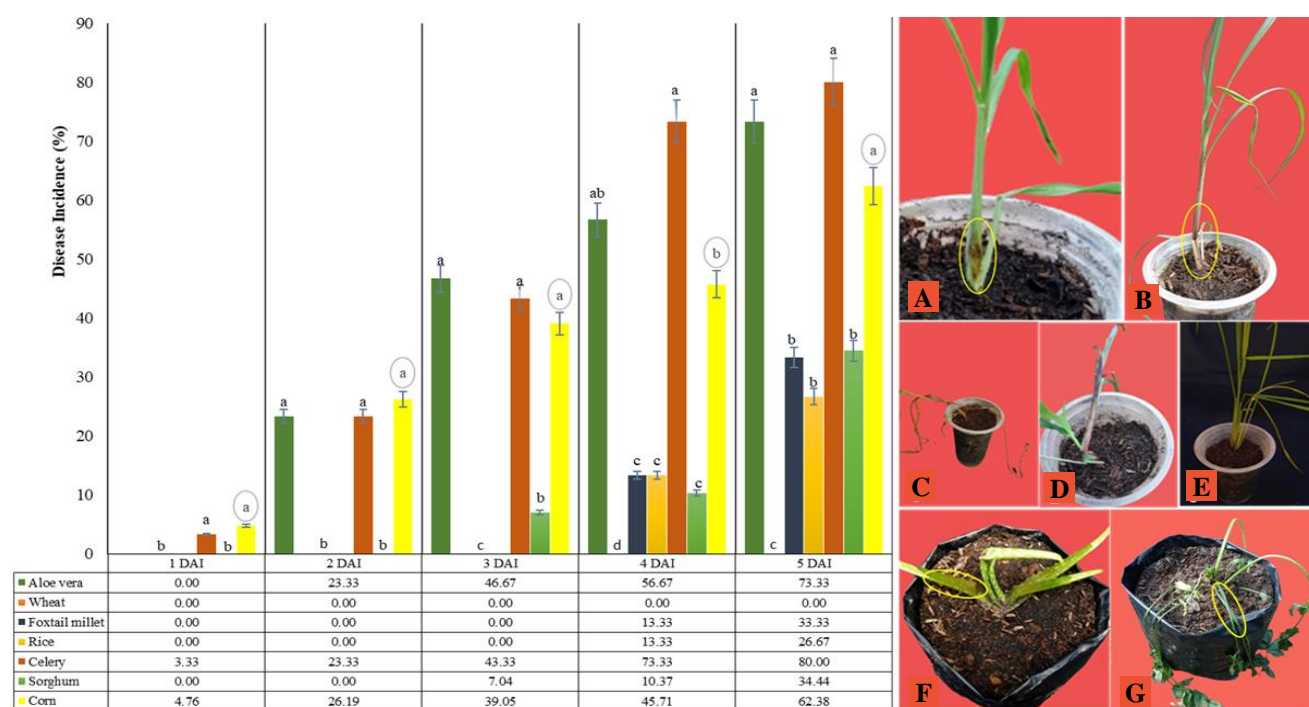 Disease Incidence (%)
90
80
70
60
50
40
30
20
10
0
b
a
b
a
a
b
a
b
a
a
c
a
b
a
ab
d
c
c
a
c
b
a
c
b
b
a
b
a
1 DAI 2 DAI 3 DAI 4 DAI 5 DAI
Aloe vera 0.00 23.33 46.67 56.67 73.33
Wheat 0.00 0.00 0.00 0.00 0.00
Foxtail millet 0.00 0.00 0.00 13.33 33.33
Rice 0.00 0.00 0.00 13.33 26.67
Celery 3.33 23.33 43.33 73.33 80.00
Sorghum 0.00 0.00 7.04 10.37 34.44
Corn 4.76 26.19 39.05 45.71 62.38
A
B
C
D
E
F
G